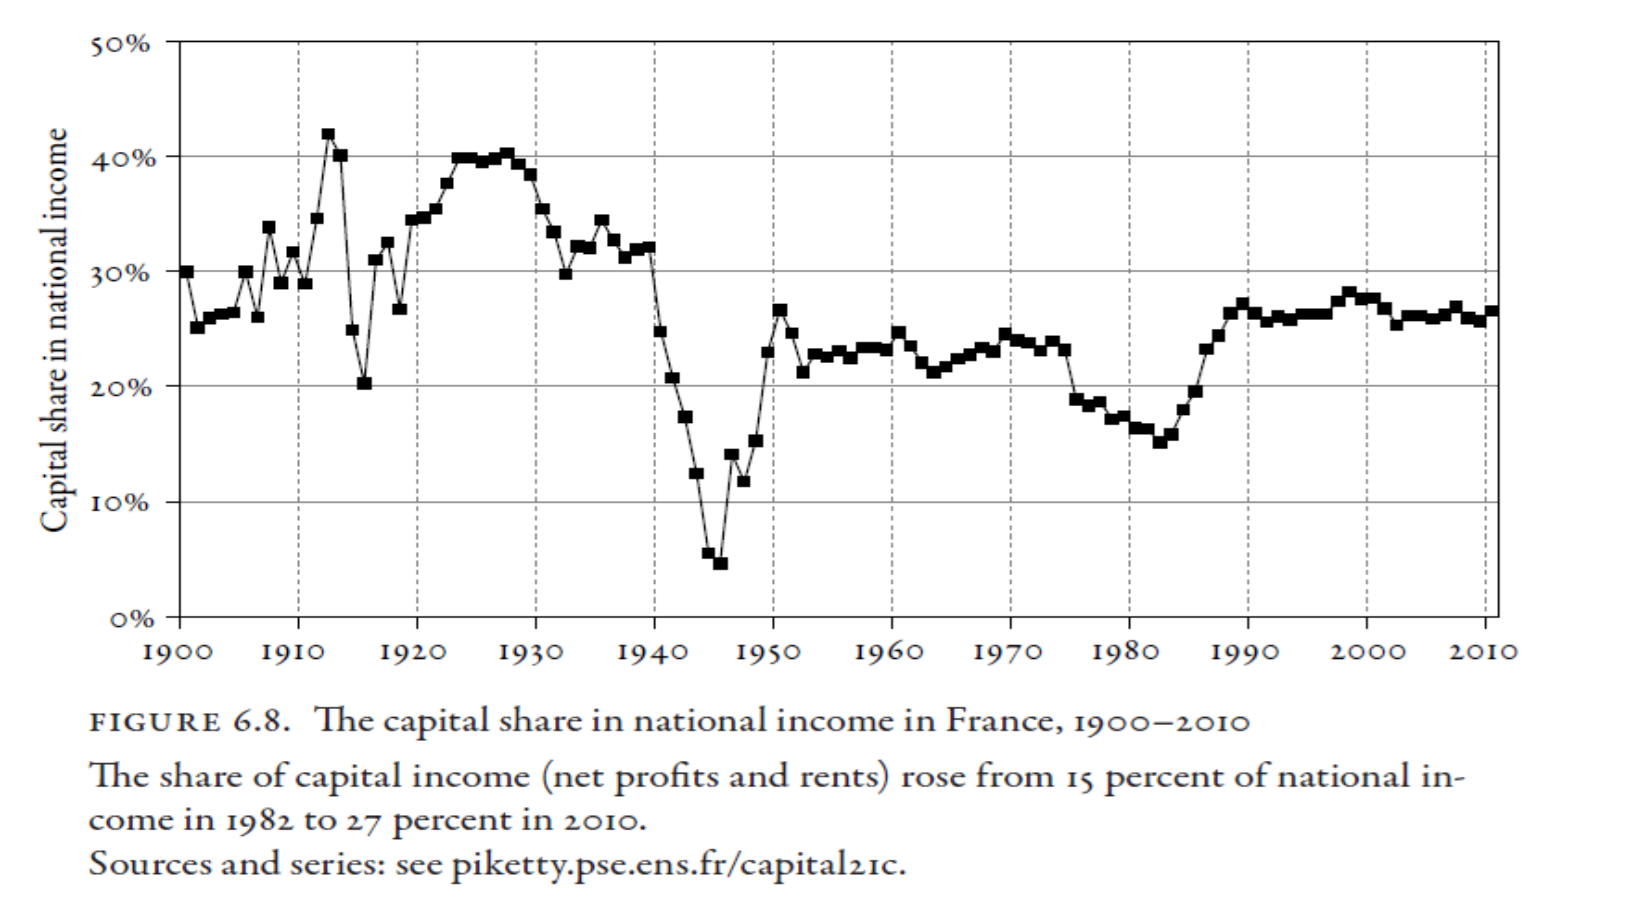 50%
40%
30%
20%
10%
0%
Capital share in national income
1900 1910 1920 1930 1940 1950 1960 1970 1980 1990 2000 2010
FIGURE 6.8. The capital share in national income in France, 1900–2010
The share of capital income (net profits and rents) rose from 15 percent of national in-
come in 1982 to 27 percent in 2010.
Sources and series: see piketty.pse.ens.fr/capital21c.